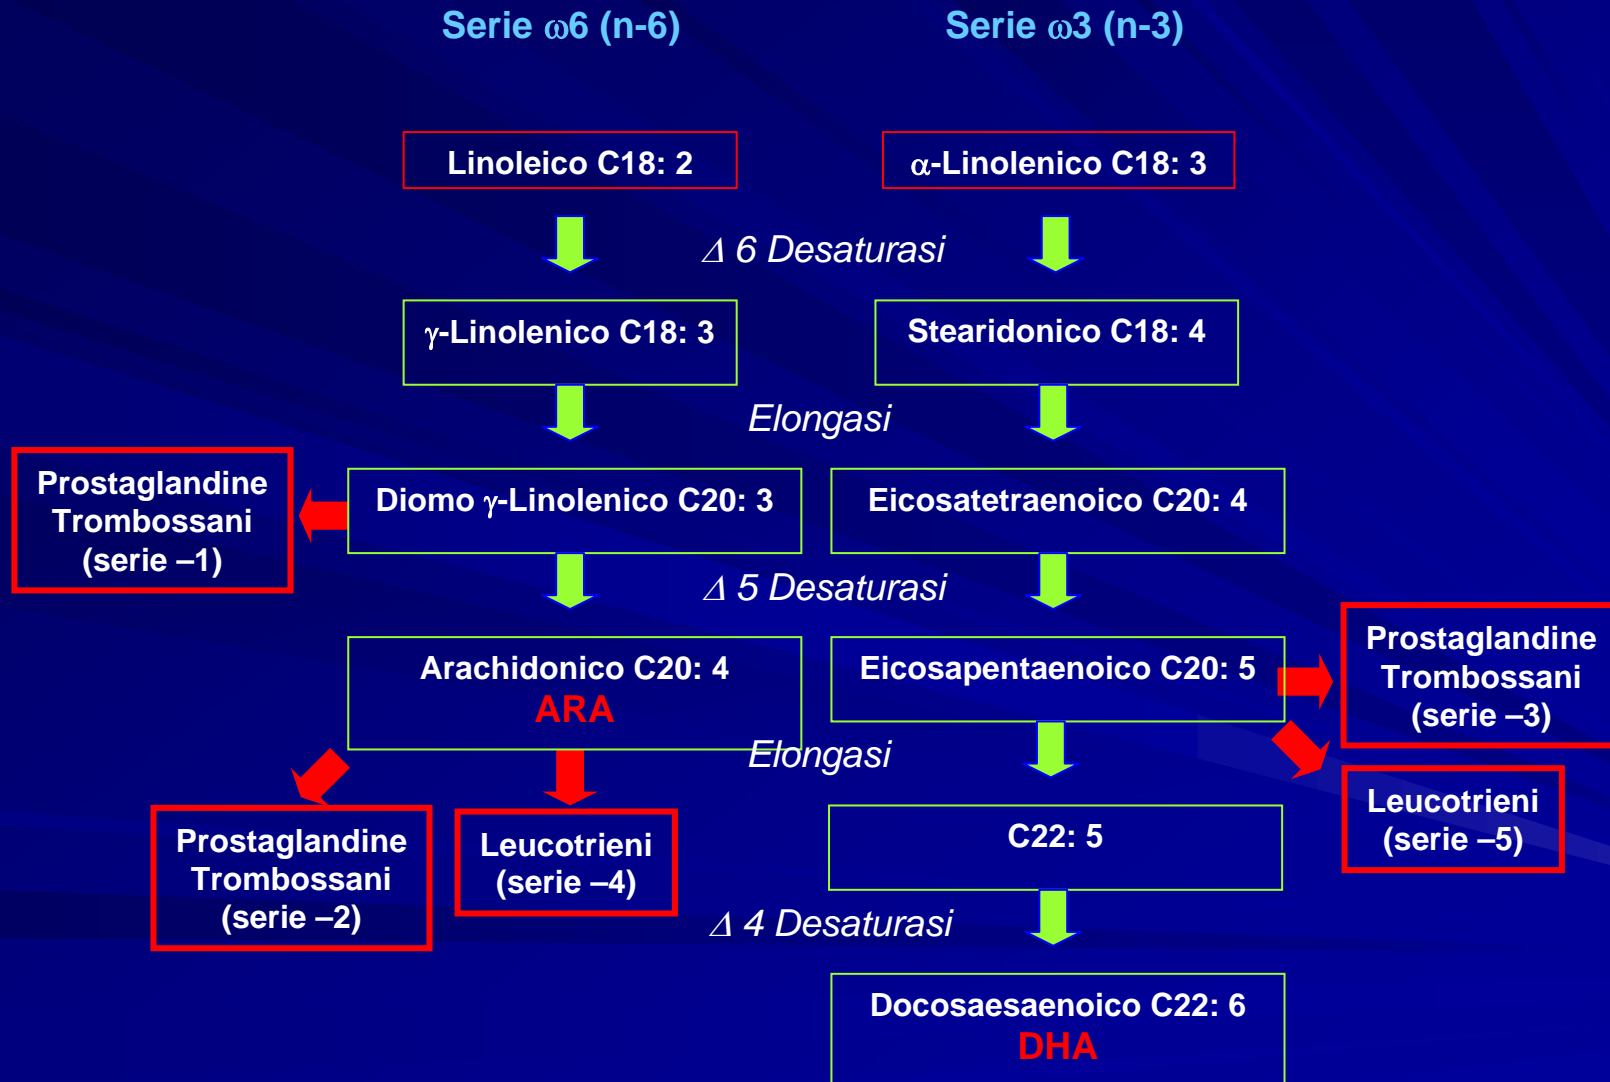 Serie ω6 (n-6)
Serie ω3 (n-3)
Linoleico C18: 2
α-Linolenico C18: 3
Δ 6 Desaturasi
γ-Linolenico C18: 3
Stearidonico C18: 4
Elongasi
Prostaglandine
Trombossani
(serie –1)
Diomo γ-Linolenico C20: 3
Eicosatetraenoico C20: 4
Δ 5 Desaturasi
Arachidonico C20: 4
ARA
Eicosapentaenoico C20: 5
Prostaglandine
Trombossani
(serie –3)
Elongasi
Leucotrieni
(serie –5)
Prostaglandine
Trombossani
(serie –2)
Leucotrieni
(serie –4)
C22: 5
Δ 4 Desaturasi
Docosaesaenoico C22: 6
DHA